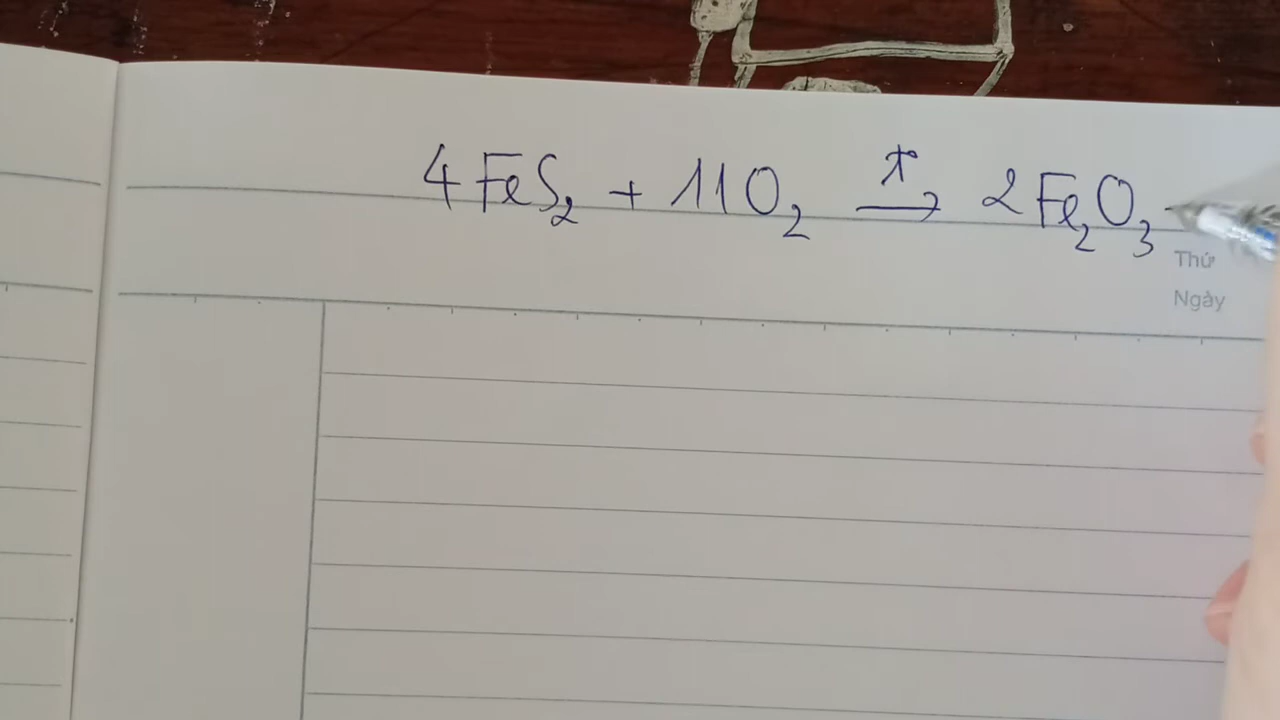 4FeS₂ + 11O₂ →(t°) 2Fe₂O₃
Thứ
Ngày